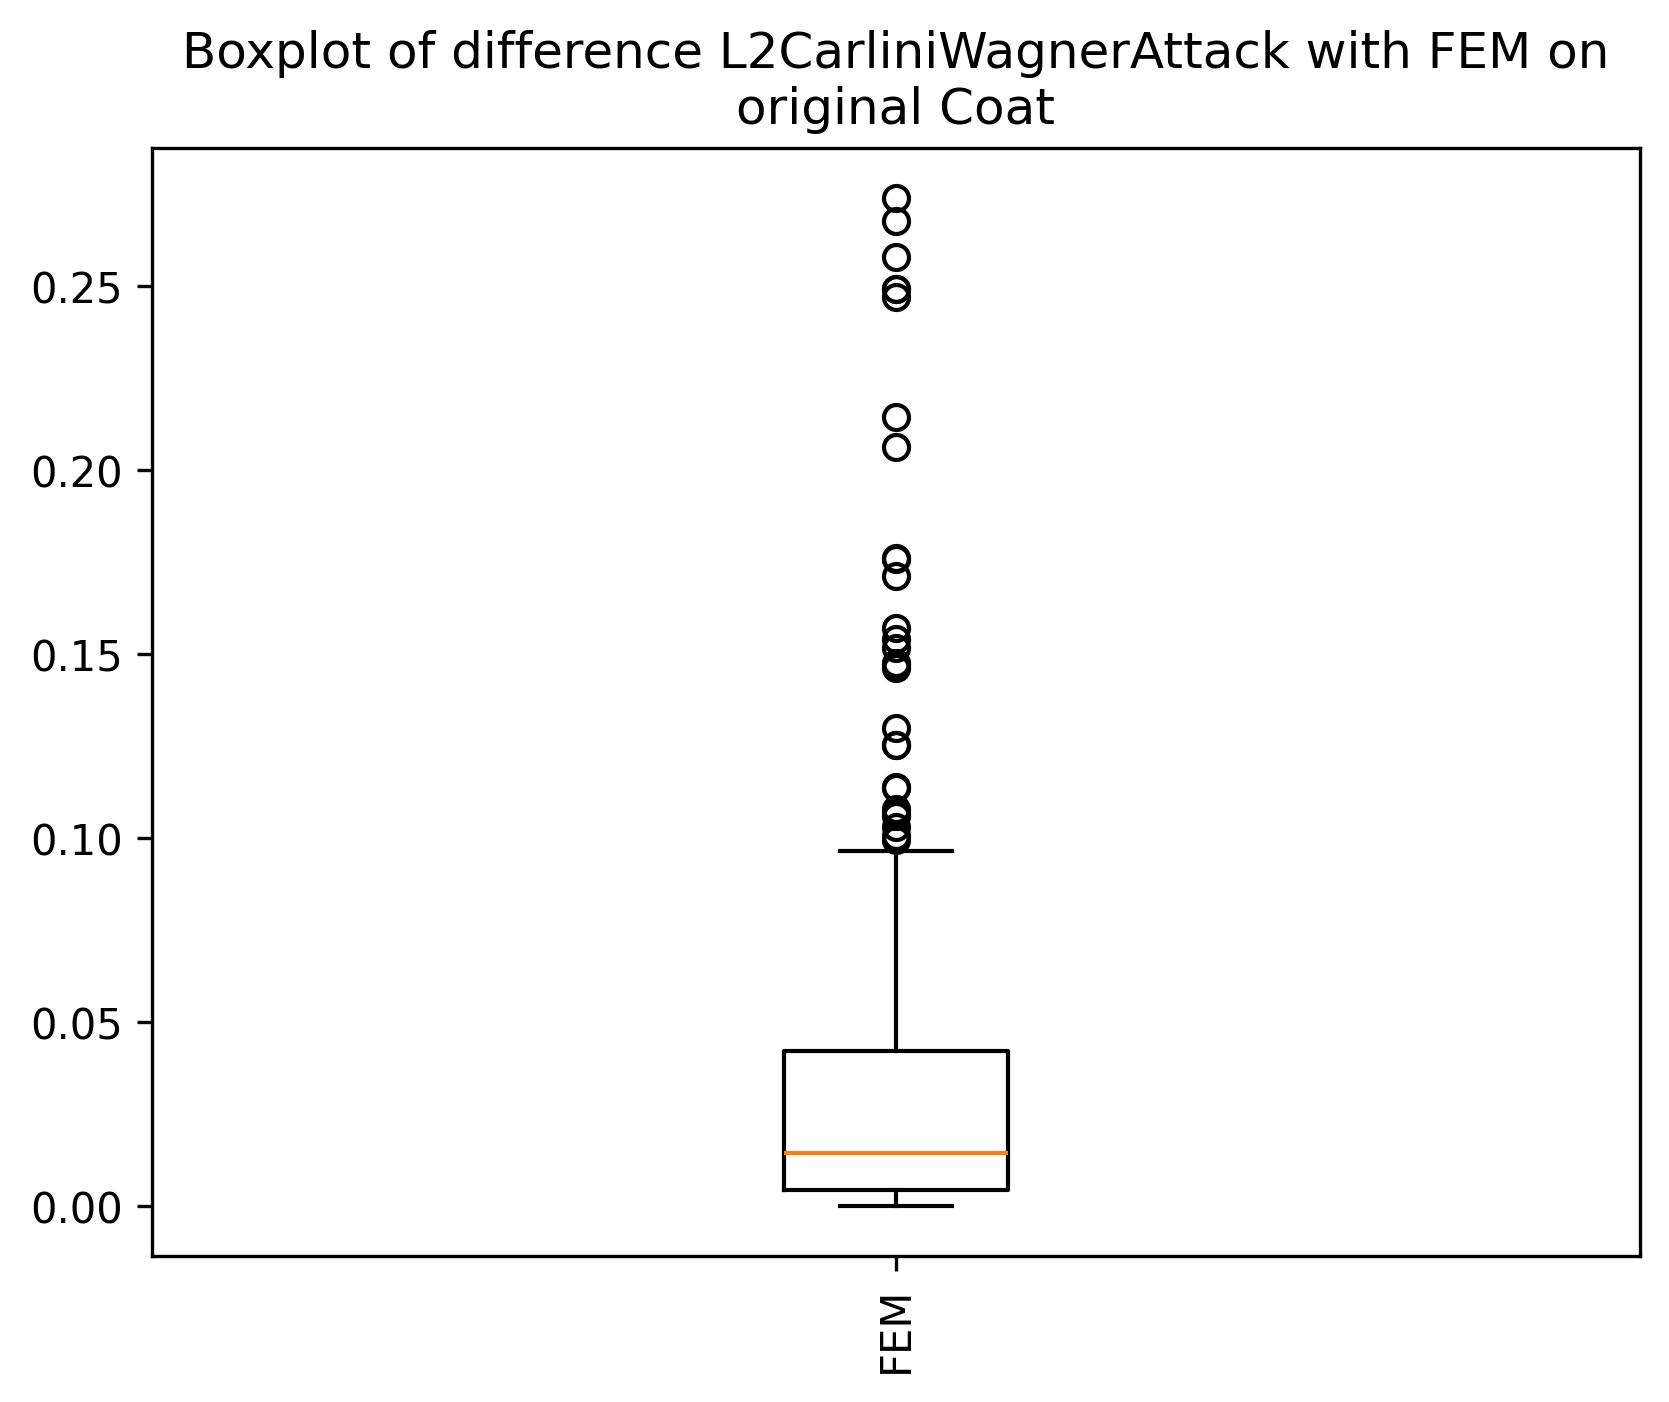 Boxplot of difference L2CarliniWagnerAttack with FEM on
original Coat
0.25
0.20
0.15
0.10
0.05
0.00
FEM